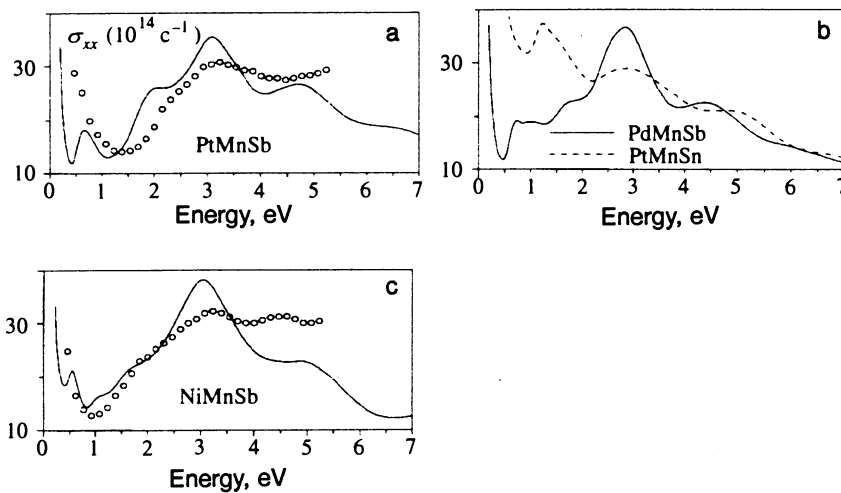 σxx (10^14 c^-1)
a
30
10
PtMnSb
0 1 2 3 4 5 6 7
Energy, eV
b
30
10
PdMnSb
PtMnSn
0 1 2 3 4 5 6 7
Energy, eV
c
30
10
NiMnSb
0 1 2 3 4 5 6 7
Energy, eV